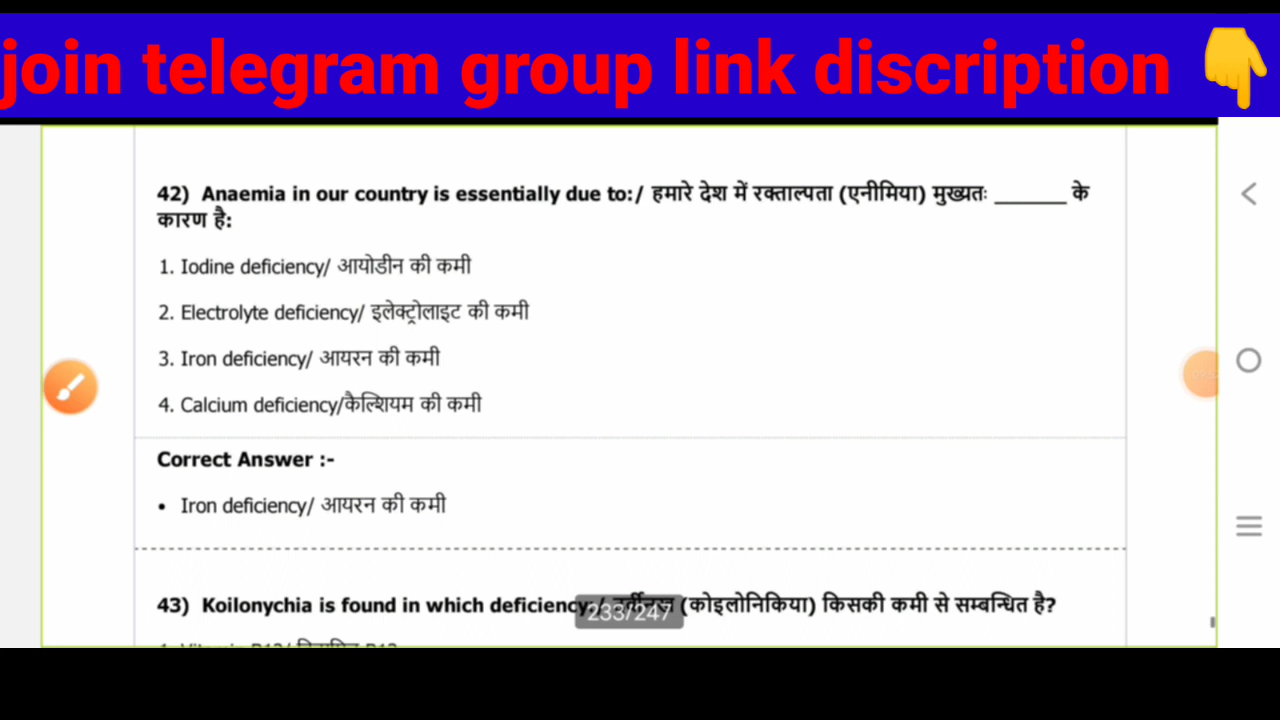 join telegram group link discription 👇
42) Anaemia in our country is essentially due to:/ हमारे देश में रक्ताल्पता (एनीमिया) मुख्यतः _______ के
कारण है:
1. Iodine deficiency/ आयोडीन की कमी
2. Electrolyte deficiency/ इलेक्ट्रोलाइट की कमी
3. Iron deficiency/ आयरन की कमी
4. Calcium deficiency/कैल्शियम की कमी
Correct Answer :-
• Iron deficiency/ आयरन की कमी
43) Koilonychia is found in which deficiency:/ (कोइलोनिकिया) किसकी कमी से सम्बन्धित है?
233/247